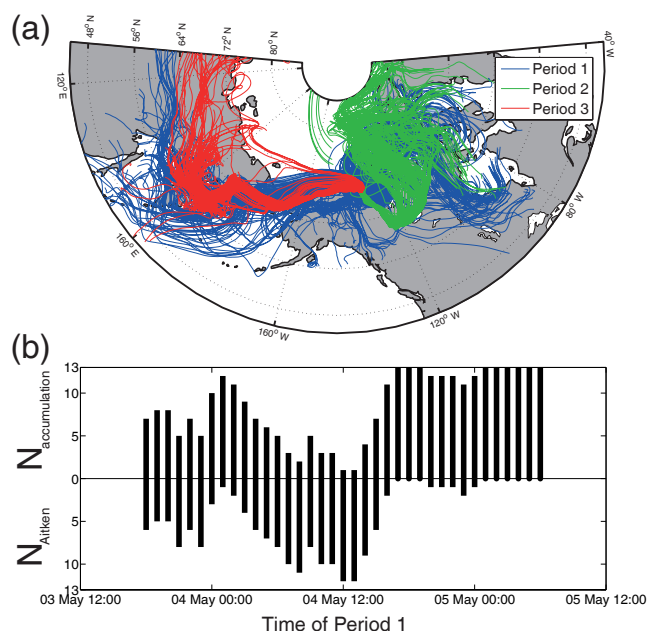 (a)
48° N
56° N
64° N
72° N
80° N
40° W
120° E
160° E
160° W
120° W
80° W
Period 1
Period 2
Period 3
(b)
13
10
5
0
5
10
13
N accumulation
N Aitken
03 May 12:00
04 May 00:00
04 May 12:00
05 May 00:00
05 May 12:00
Time of Period 1